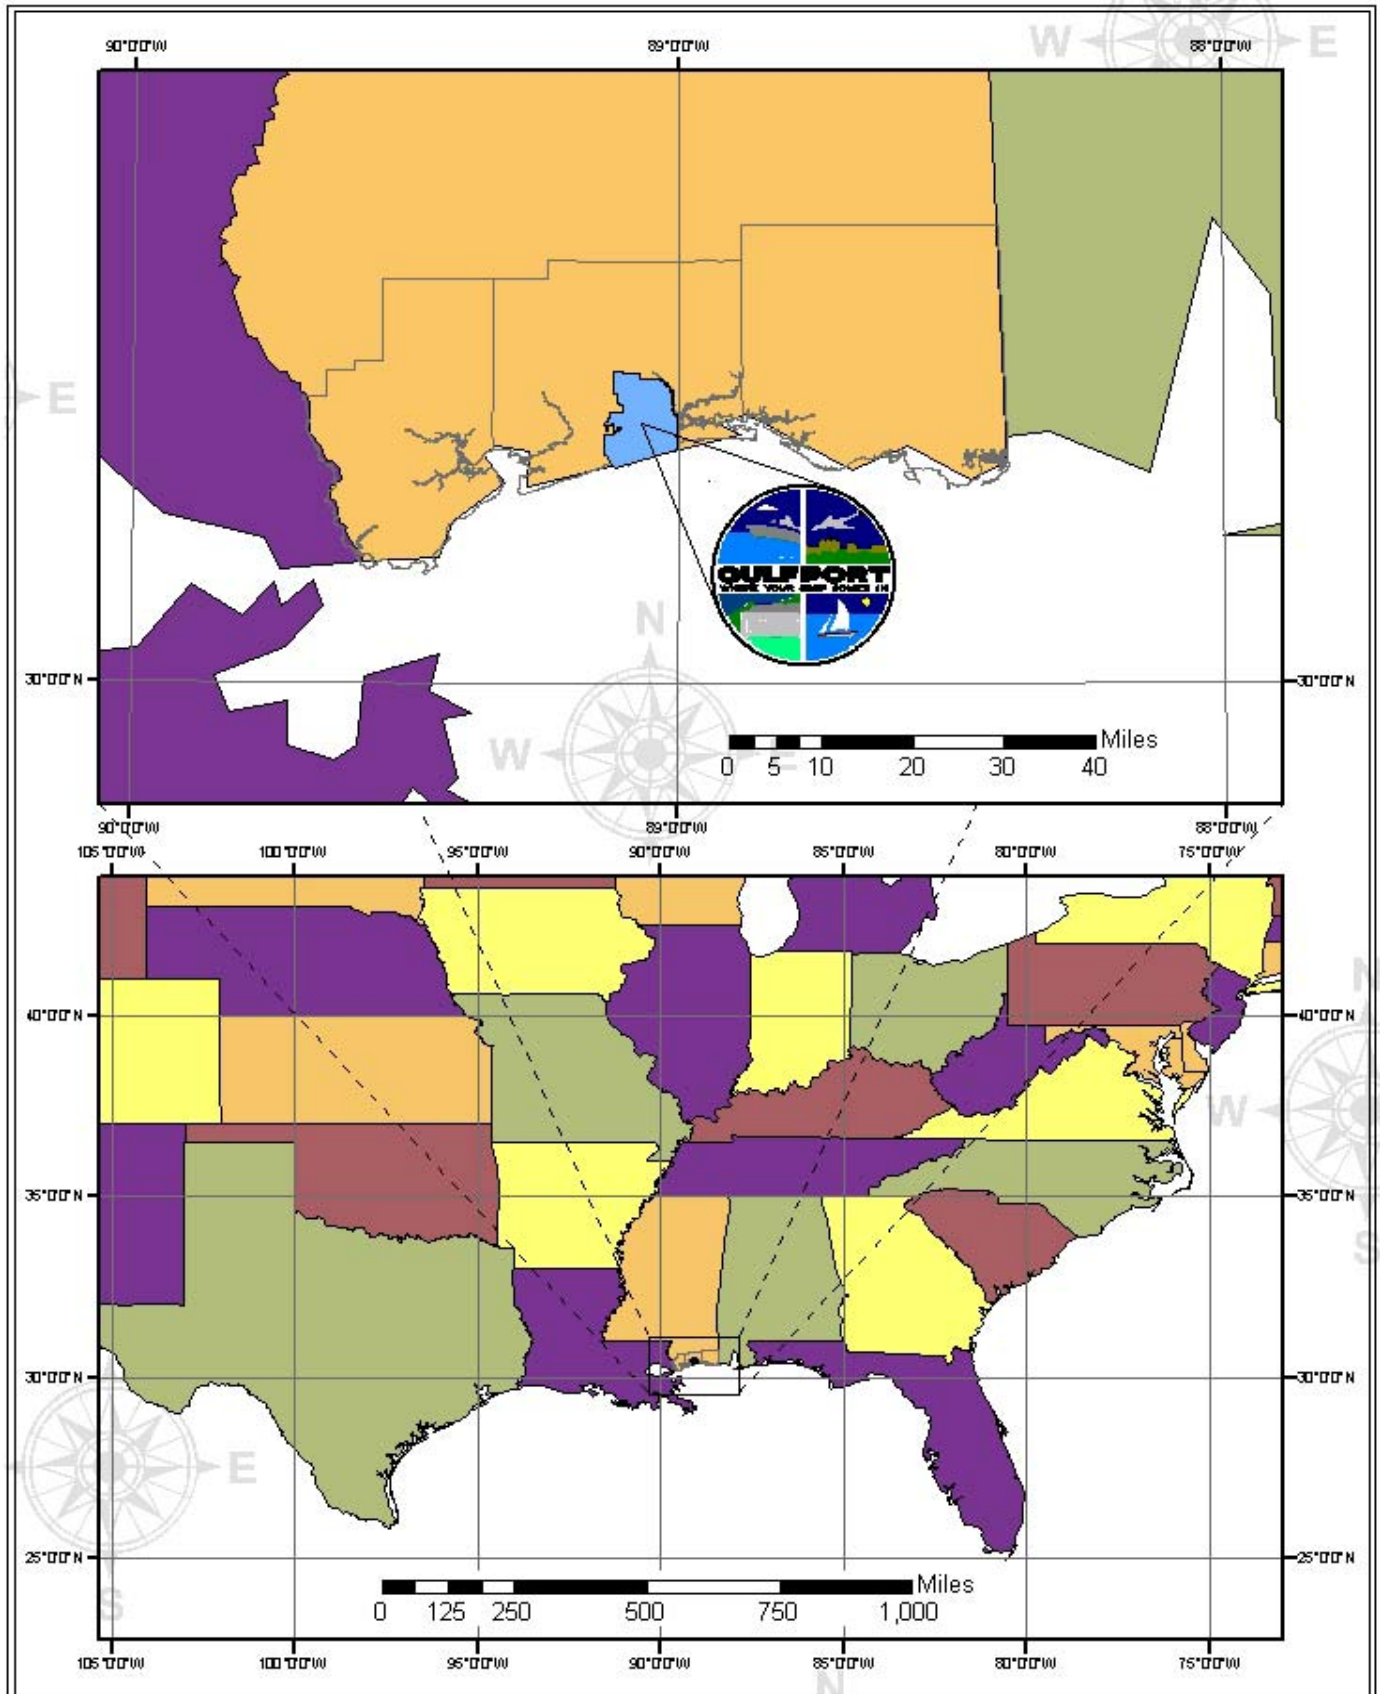 W E
90°0'0"W 89°0'0"W 88°0'0"W
E
GULFPORT
WHERE YOUR SHIP COMES IN
N
30°0'0"N 30°0'0"N
W E
Miles
0 5 10 20 30 40
90°0'0"W 89°0'0"W 88°0'0"W
105°0'0"W 100°0'0"W 95°0'0"W 90°0'0"W 85°0'0"W 80°0'0"W 75°0'0"W
N
40°0'0"N 40°0'0"N
W
35°0'0"N 35°0'0"N
S
30°0'0"N 30°0'0"N
E
25°0'0"N 25°0'0"N
Miles
0 125 250 500 750 1,000
S
105°0'0"W 100°0'0"W 95°0'0"W 90°0'0"W 85°0'0"W 80°0'0"W 75°0'0"W
N